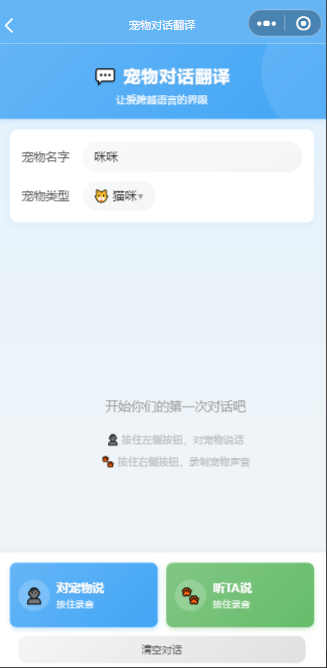 宠物对话翻译
宠物对话翻译
让爱跨越语言的界限
宠物名字 咪咪
宠物类型 猫咪
开始你们的第一次对话吧
按住左侧按钮，对宠物说话
按住右侧按钮，录制宠物声音
对宠物说
按住录音
听TA说
按住录音
清空对话